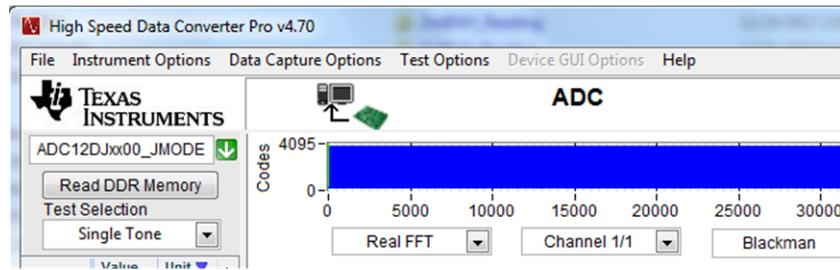 High Speed Data Converter Pro v4.70
File Instrument Options Data Capture Options Test Options Device GUI Options Help
TEXAS
INSTRUMENTS
ADC
ADC12DJxx00_JMODE
Read DDR Memory
Test Selection
Single Tone
Value Unit
Codes
4095
0
0 5000 10000 15000 20000 25000 30000
Real FFT Channel 1/1 Blackman